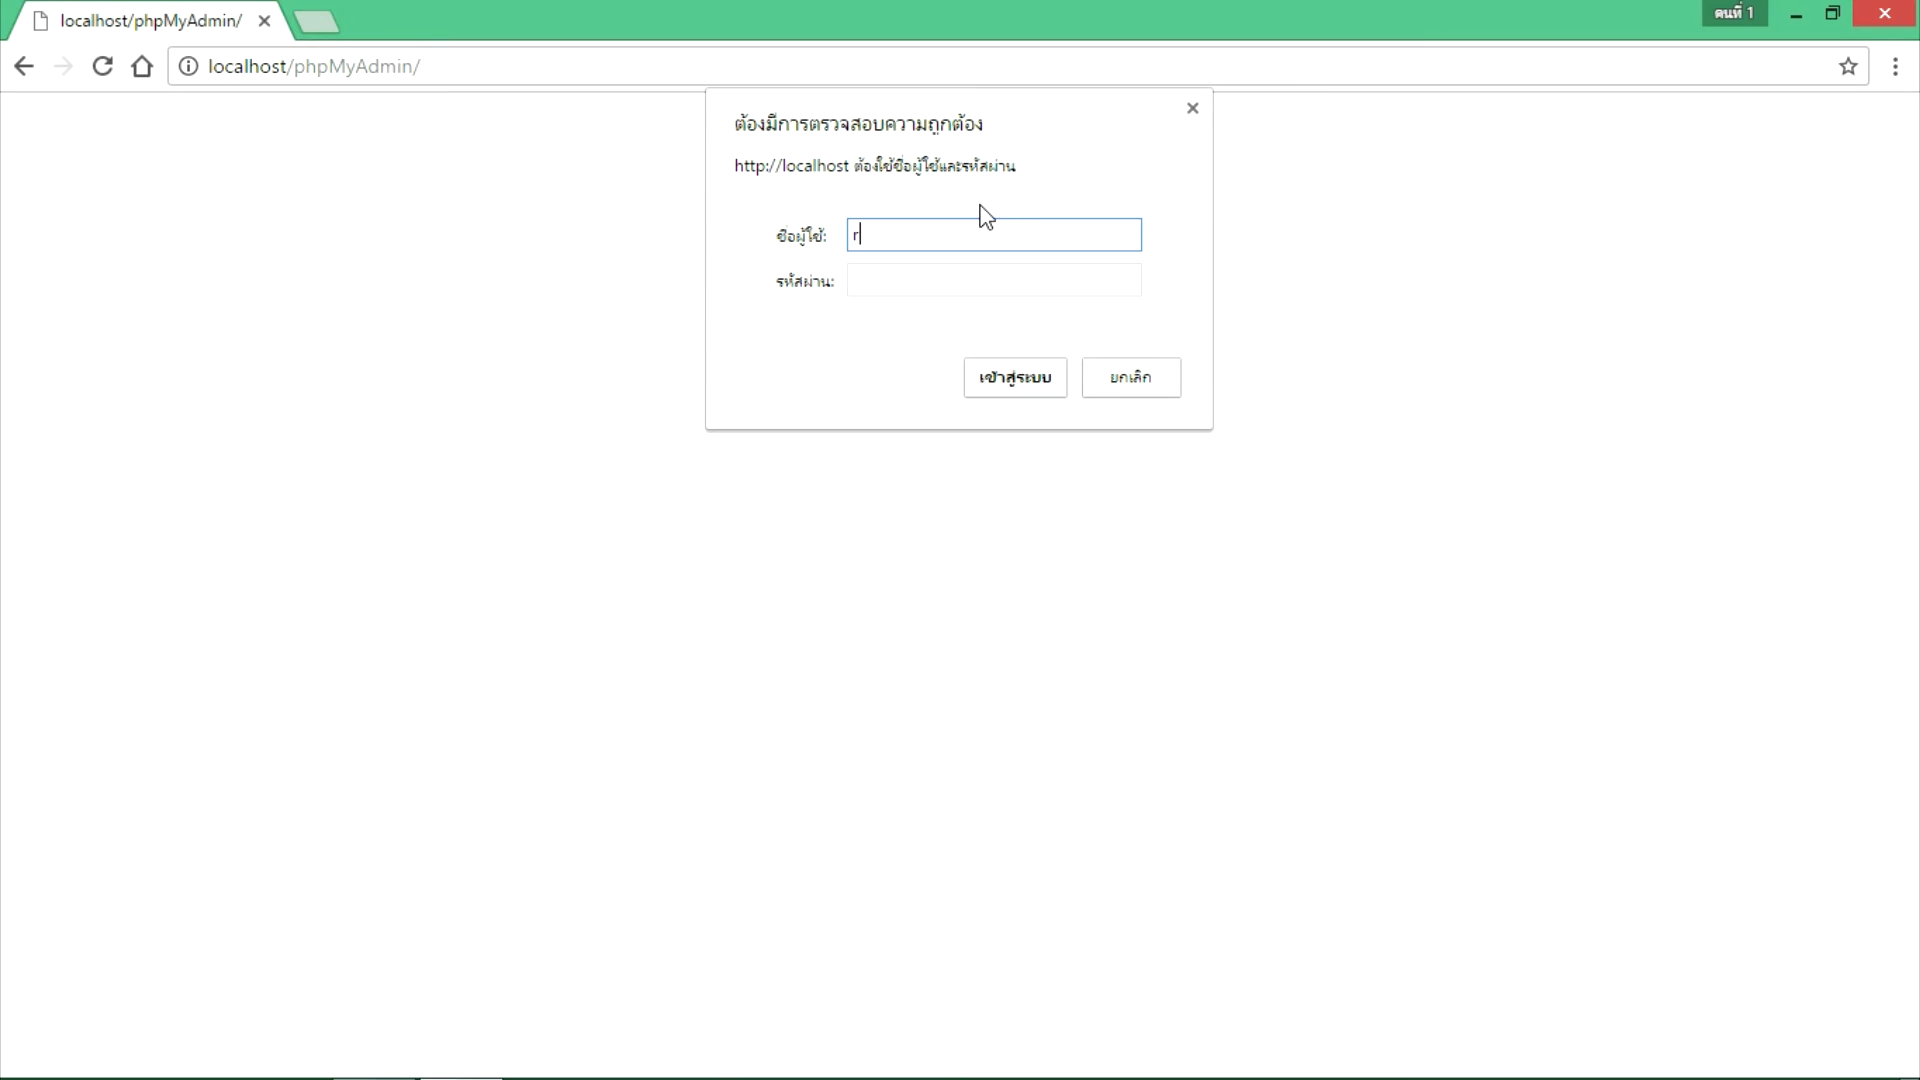 localhost/phpMyAdmin/
คนที่ 1
localhost/phpMyAdmin/
ต้องมีการตรวจสอบความถูกต้อง
http://localhost ต้องใช้ชื่อผู้ใช้และรหัสผ่าน
ชื่อผู้ใช้: r
รหัสผ่าน:
เข้าสู่ระบบ ยกเลิก